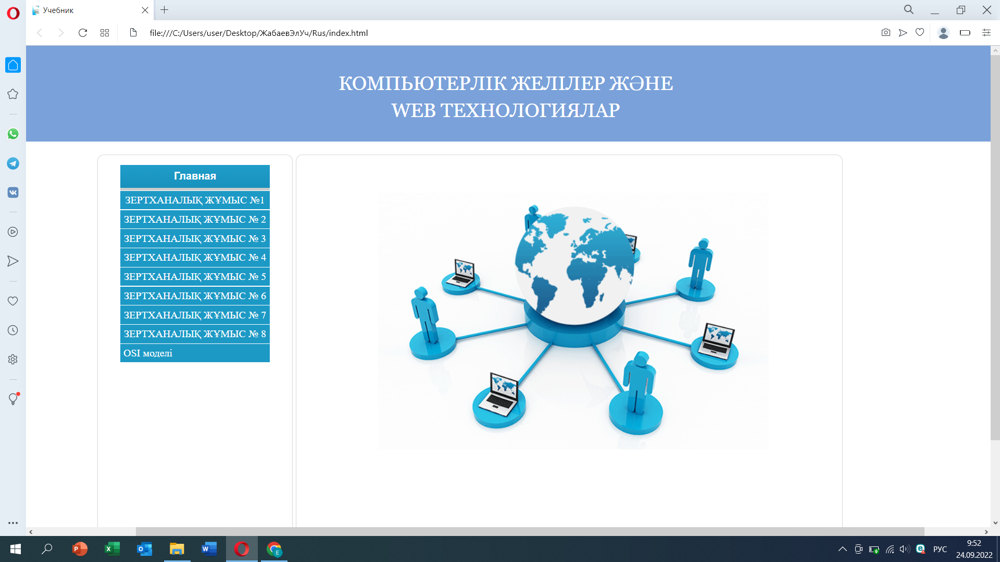 Учебник
file:///C:/Users/user/Desktop/ЖабаевЭлУч/Rus/index.html
КОМПЬЮТЕРЛІК ЖЕЛІЛЕР ЖӘНЕ
WEB ТЕХНОЛОГИЯЛАР
Главная
ЗЕРТХАНАЛЫҚ ЖҰМЫС №1
ЗЕРТХАНАЛЫҚ ЖҰМЫС № 2
ЗЕРТХАНАЛЫҚ ЖҰМЫС № 3
ЗЕРТХАНАЛЫҚ ЖҰМЫС № 4
ЗЕРТХАНАЛЫҚ ЖҰМЫС № 5
ЗЕРТХАНАЛЫҚ ЖҰМЫС № 6
ЗЕРТХАНАЛЫҚ ЖҰМЫС № 7
ЗЕРТХАНАЛЫҚ ЖҰМЫС № 8
OSI моделі
РУС
9:52
24.09.2022